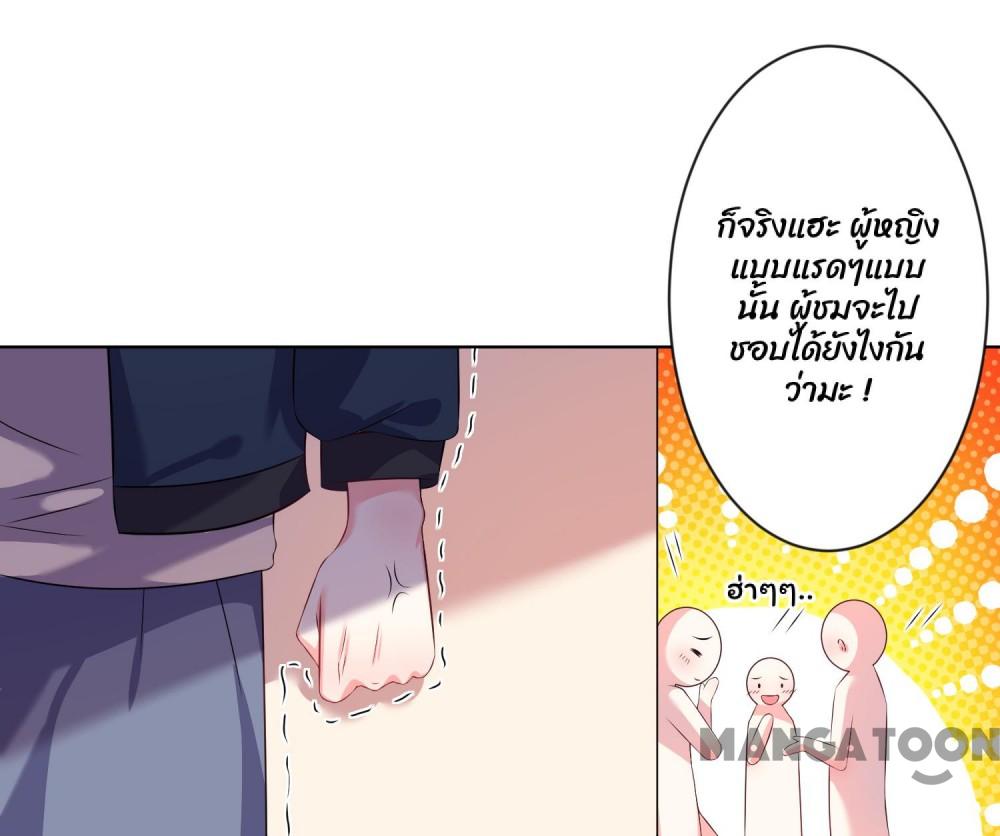 ก็จริงแฮะ ผู้หญิง
แบบแรดๆแบบ
นั้น ผู้ชมจะไป
ชอบได้ยังไงกัน
ว่ามะ !
ฮ่าๆๆ..
MANGATOON